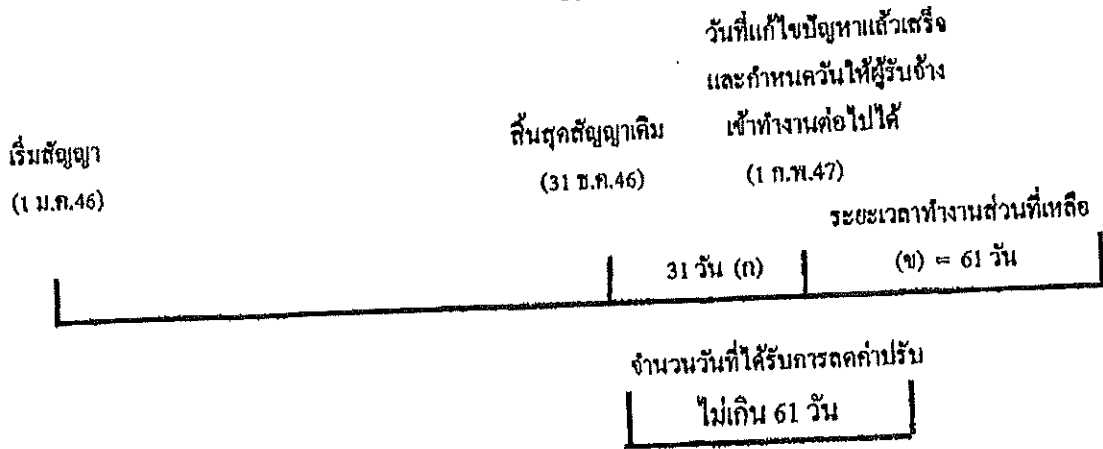 วันที่แก้ไขปัญหาแล้วเสร็จ
และกำหนดวันให้ผู้รับจ้าง
เข้าทำงานต่อไปได้
(1 ก.พ.47)
สิ้นสุดสัญญาเดิม
(31 ธ.ค.46)
เริ่มสัญญา
(1 ม.ค.46)
ระยะเวลาทำงานส่วนที่เหลือ
31 วัน (ก)
(ข) = 61 วัน
จำนวนวันที่ได้รับการลดค่าปรับ
ไม่เกิน 61 วัน